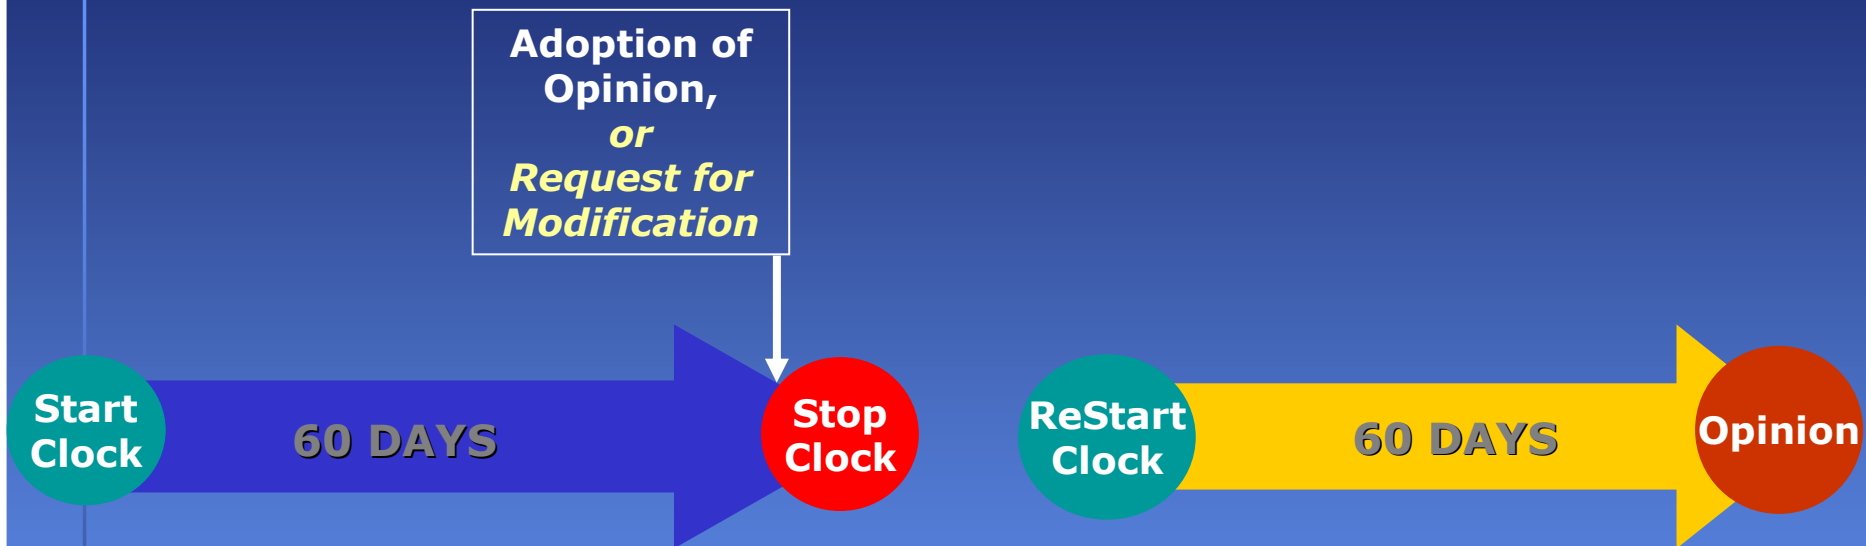 Adoption of
Opinion,
or
Request for
Modification
Start
Clock
60 DAYS
Stop
Clock
ReStart
Clock
60 DAYS
Opinion